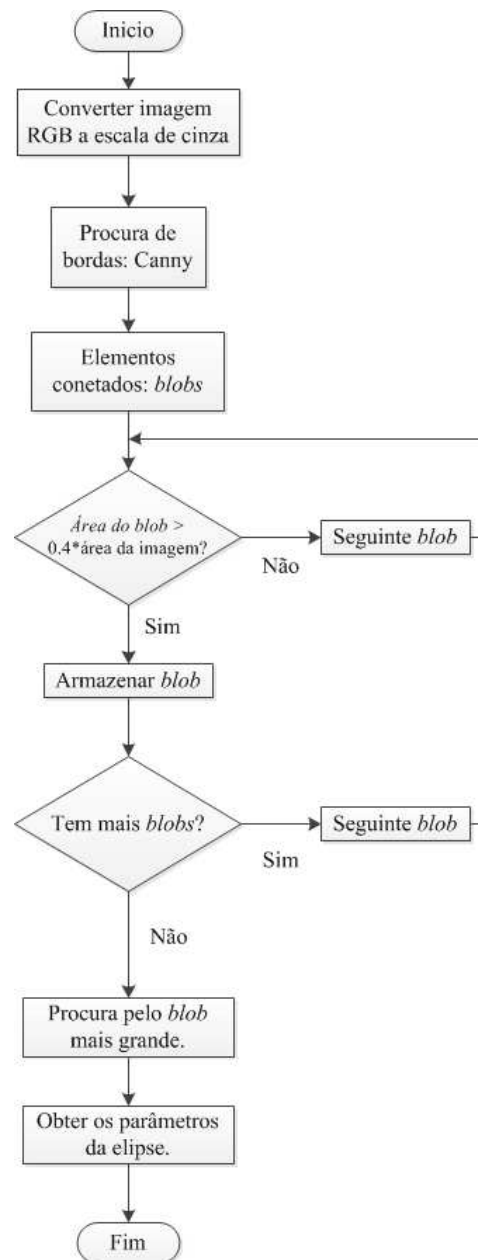 Inicio
Converter imagem
RGB a escala de cinza
Procura de
bordas: Canny
Elementos
conetados: blobs
Área do blob >
0.4*área da imagem?
Não
Seguinte blob
Sim
Armazenar blob
Tem mais blobs?
Sim
Seguinte blob
Não
Procura pelo blob
mais grande.
Obter os parâmetros
da elipse.
Fim